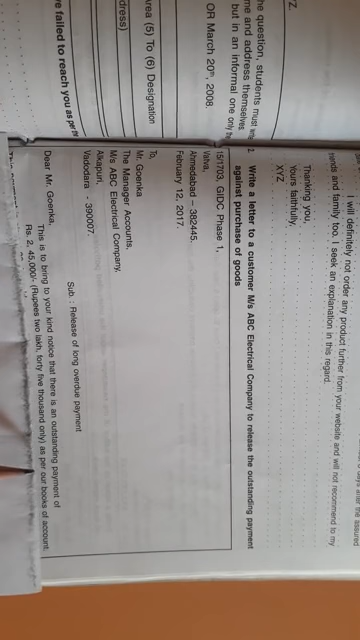 I will definitely not order any product further from your website and will not recommend to my
friends and family too. I seek an explanation in this regard.
Thanking you,
Yours faithfully,
XYZ
2. Write a letter to a customer M/s ABC Electrical Company to release the outstanding payment
against purchase of goods
15/1703, GIDC Phase 1,
Vatva,
Ahmedabad – 382445.
February 12, 2017.
To,
Mr. Goenka
The Manager Accounts,
M/s ABC Electrical Company,
Alkapuri,
Vadodara - 390007.
Sub. : Release of long overdue payment
Dear Mr. Goenka,
This is to bring to your kind notice that there is an outstanding payment of
Rs 2, 45,000/- (Rupees two lakh, forty five thousand only) as per our books of account.
Z.
the question, students must
me and address themselves
but in an informal one only
OR March 20th, 2008.
Area (5) To (6) Designation
dress)
ve failed to reach you as per